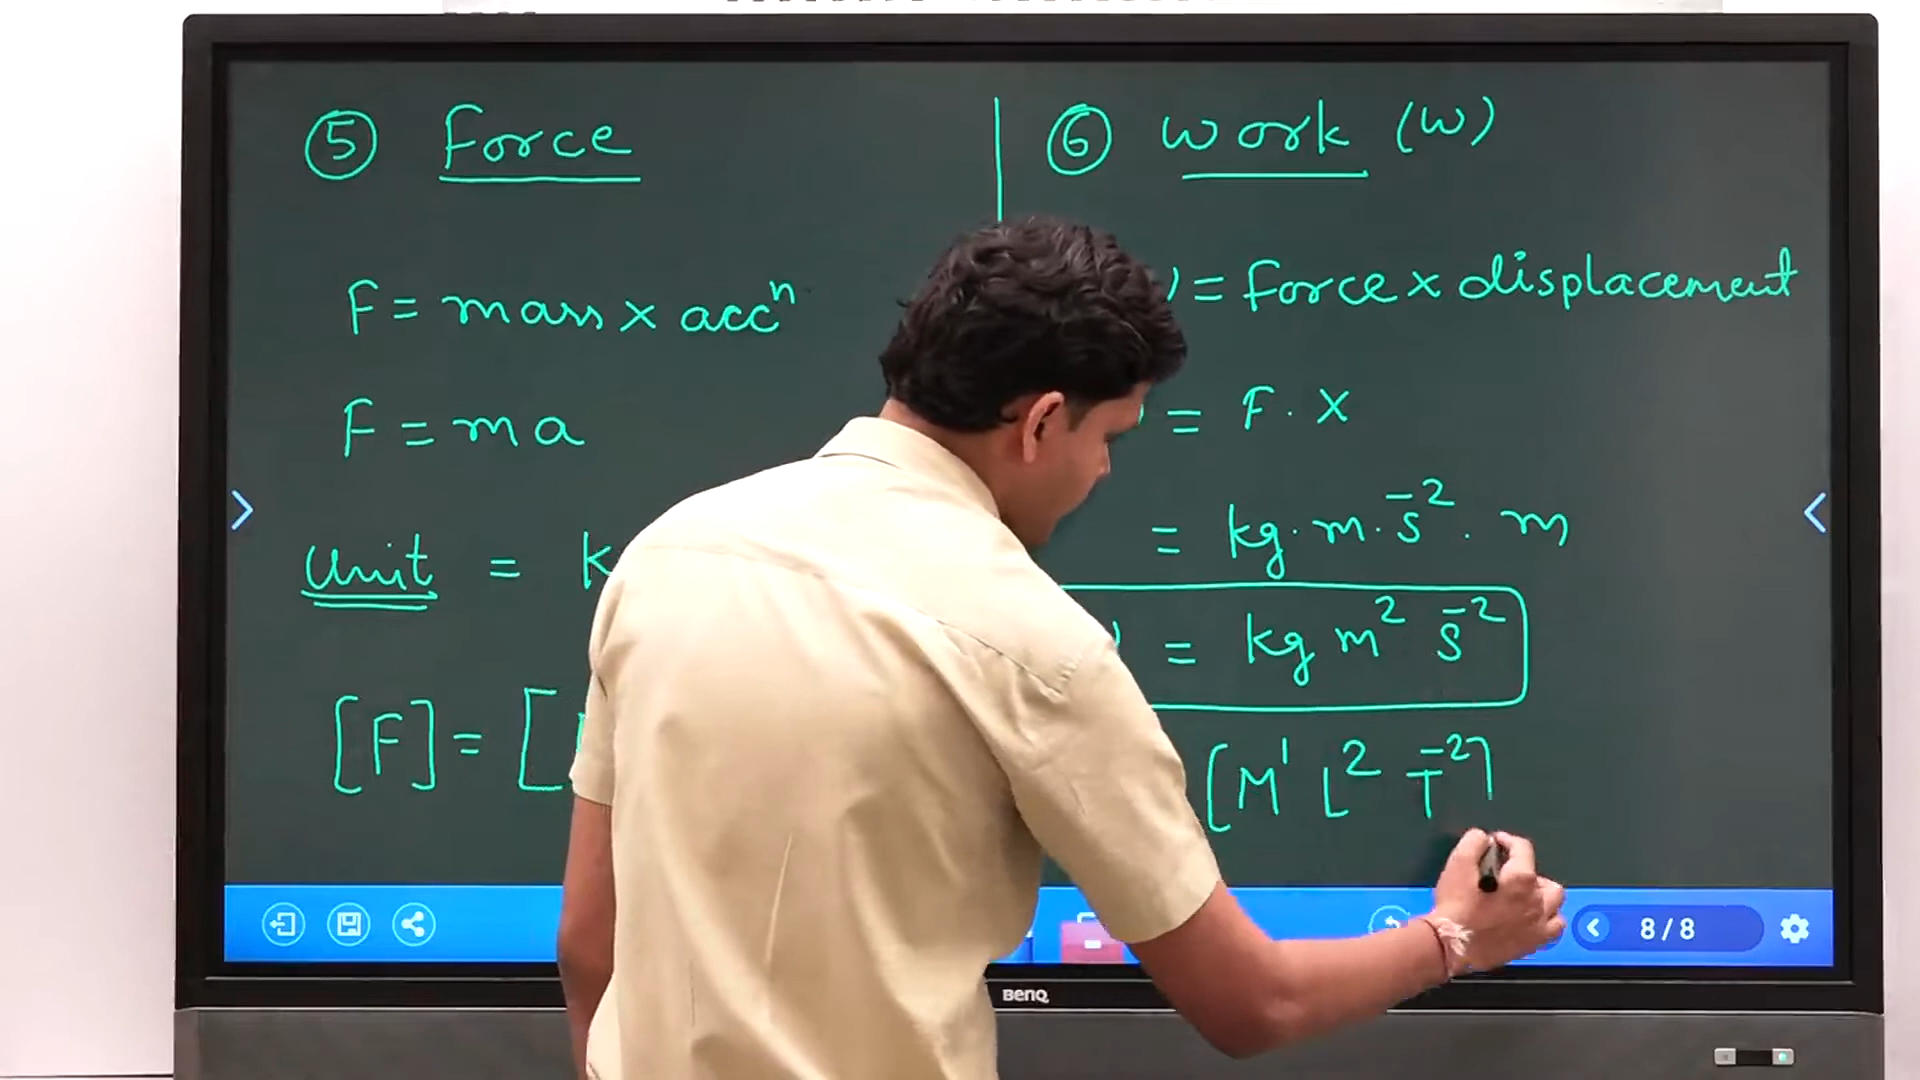 ⑤ Force
F = mass x accⁿ
F = ma
Unit =
[F] = [
⑥ Work (W)
= Force x displacement
= F . x
= kg . m . s⁻² . m
= kg m² s⁻²
[M¹ L² T⁻²]
8/8
BenQ